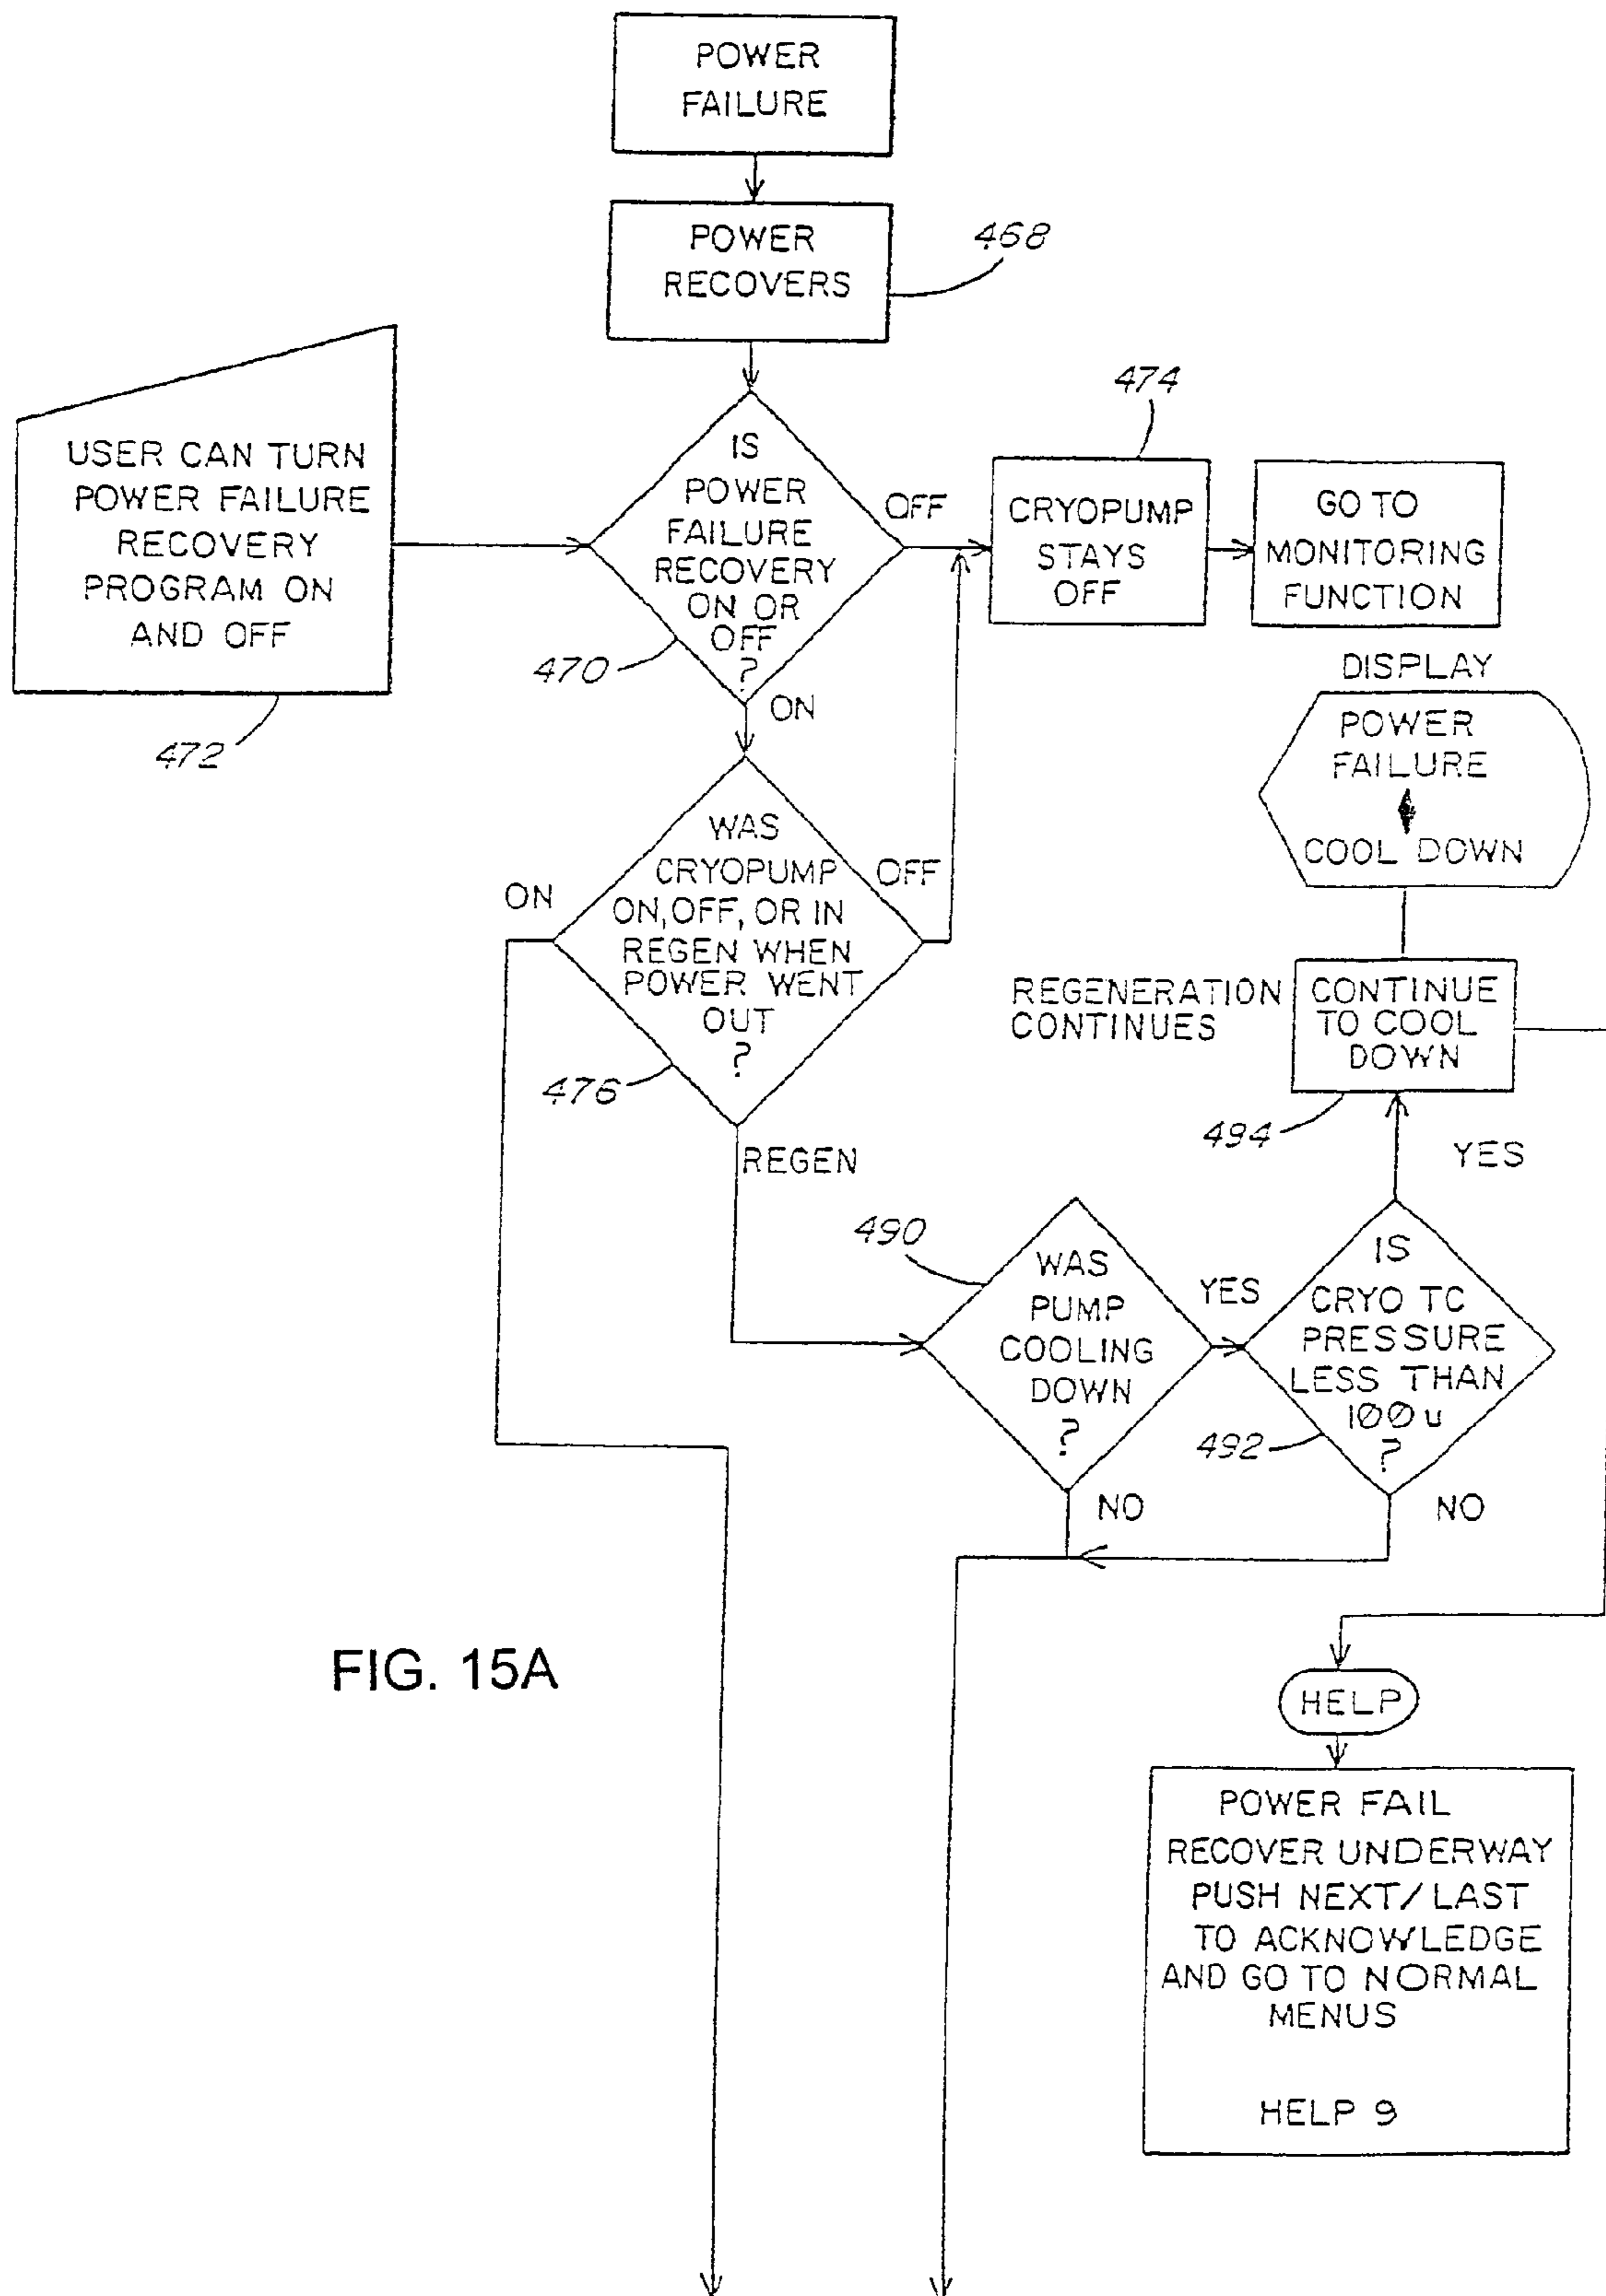 POWER
FAILURE
POWER
RECOVERS
468
USER CAN TURN
POWER FAILURE
RECOVERY
PROGRAM ON
AND OFF
472
IS
POWER
FAILURE
RECOVERY
ON OR
OFF
?
470
OFF
ON
474
CRYOPUMP
STAYS
OFF
GO TO
MONITORING
FUNCTION
DISPLAY
POWER
FAILURE
COOL DOWN
WAS
CRYOPUMP
ON, OFF, OR IN
REGEN WHEN
POWER WENT
OUT
?
476
ON
OFF
REGEN
REGENERATION
CONTINUES
CONTINUE
TO COOL
DOWN
494
YES
490
WAS
PUMP
COOLING
DOWN
?
YES
NO
IS
CRYO TC
PRESSURE
LESS THAN
100 u
?
492
NO
HELP
POWER FAIL
RECOVER UNDERWAY
PUSH NEXT/LAST
TO ACKNOWLEDGE
AND GO TO NORMAL
MENUS
HELP 9
FIG. 15A